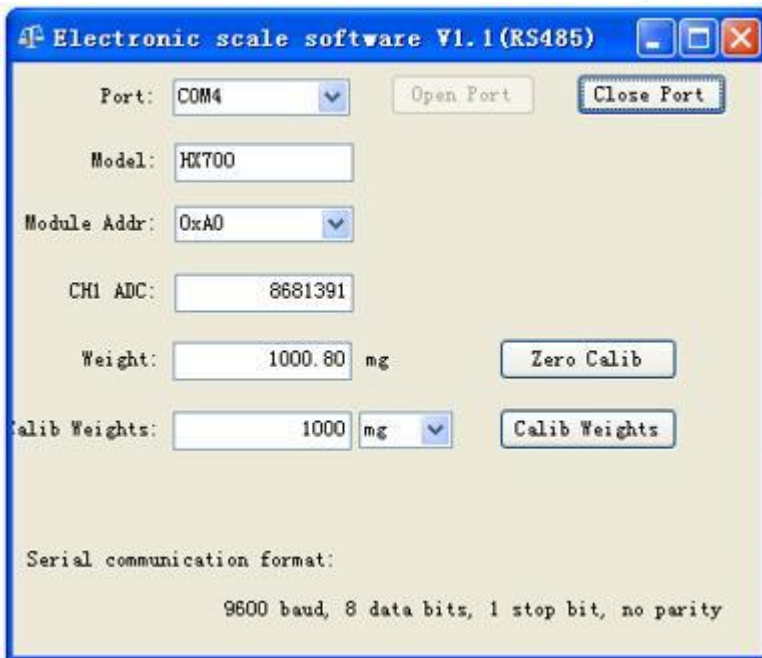 Electronic scale software V1.1(RS485)
Port: COM4 Open Port Close Port
Model: HX700
Module Addr: 0xA0
CH1 ADC: 8681391
Weight: 1000.80 mg Zero Calib
alib Weights: 1000 mg Calib Weights
Serial communication format:
9600 baud, 8 data bits, 1 stop bit, no parity